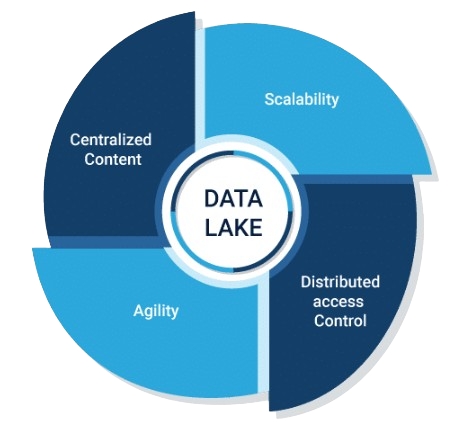 Scalability
Centralized
Content
DATA
LAKE
Distributed
access
Control
Agility